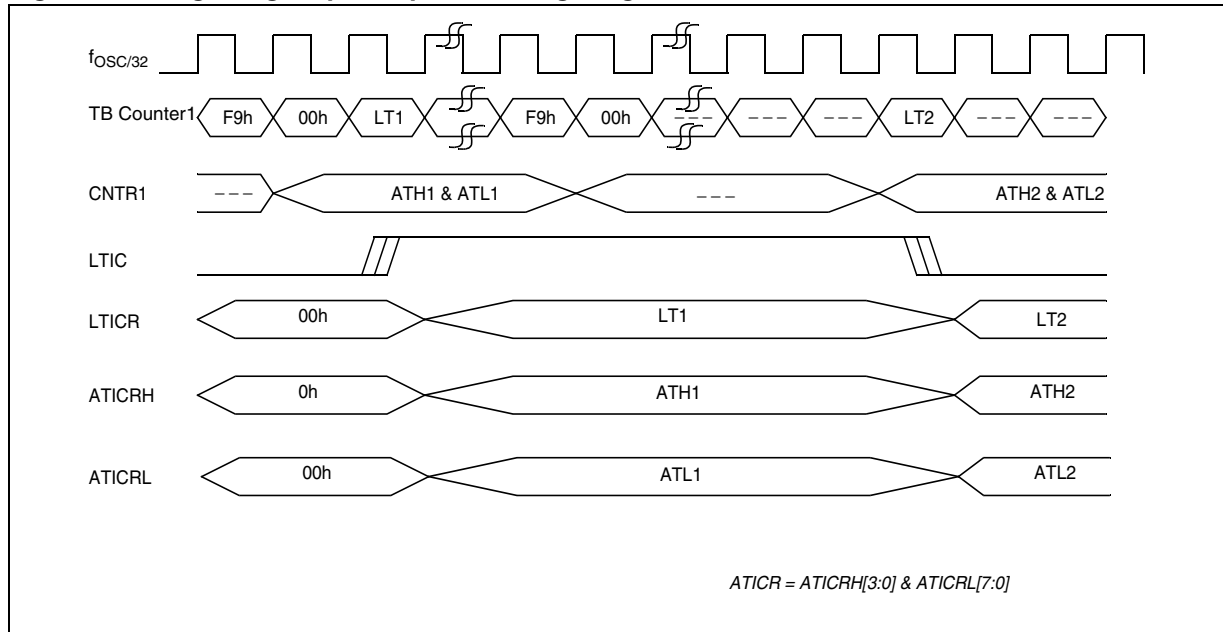 fOSC/32
TB Counter1 F9h 00h LT1 F9h 00h - - - - - - - - - LT2 - - - - - -
CNTR1 - - - ATH1 & ATL1 - - - ATH2 & ATL2
LTIC
LTICR 00h LT1 LT2
ATICRH 0h ATH1 ATH2
ATICRL 00h ATL1 ATL2
ATICR = ATICRH[3:0] & ATICRL[7:0]